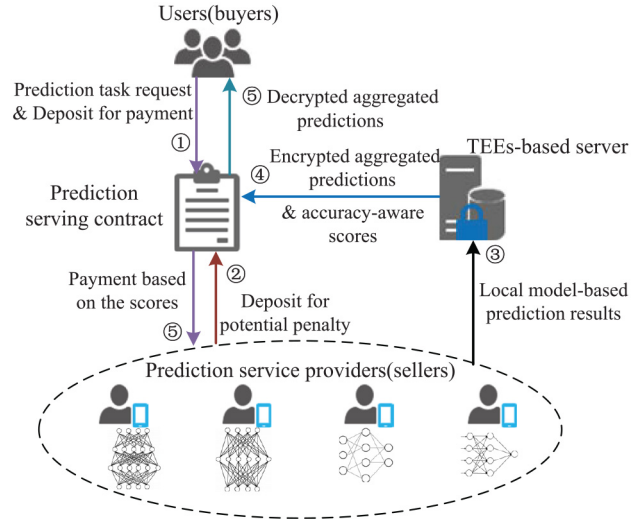 Users(buyers)
Prediction task request
& Deposit for payment
①
⑤ Decrypted aggregated
predictions
TEEs-based server
④
Encrypted aggregated
predictions
& accuracy-aware
scores
Prediction
serving contract
③
Payment based
on the scores
⑤
②
Deposit for
potential penalty
Local model-based
prediction results
Prediction service providers(sellers)